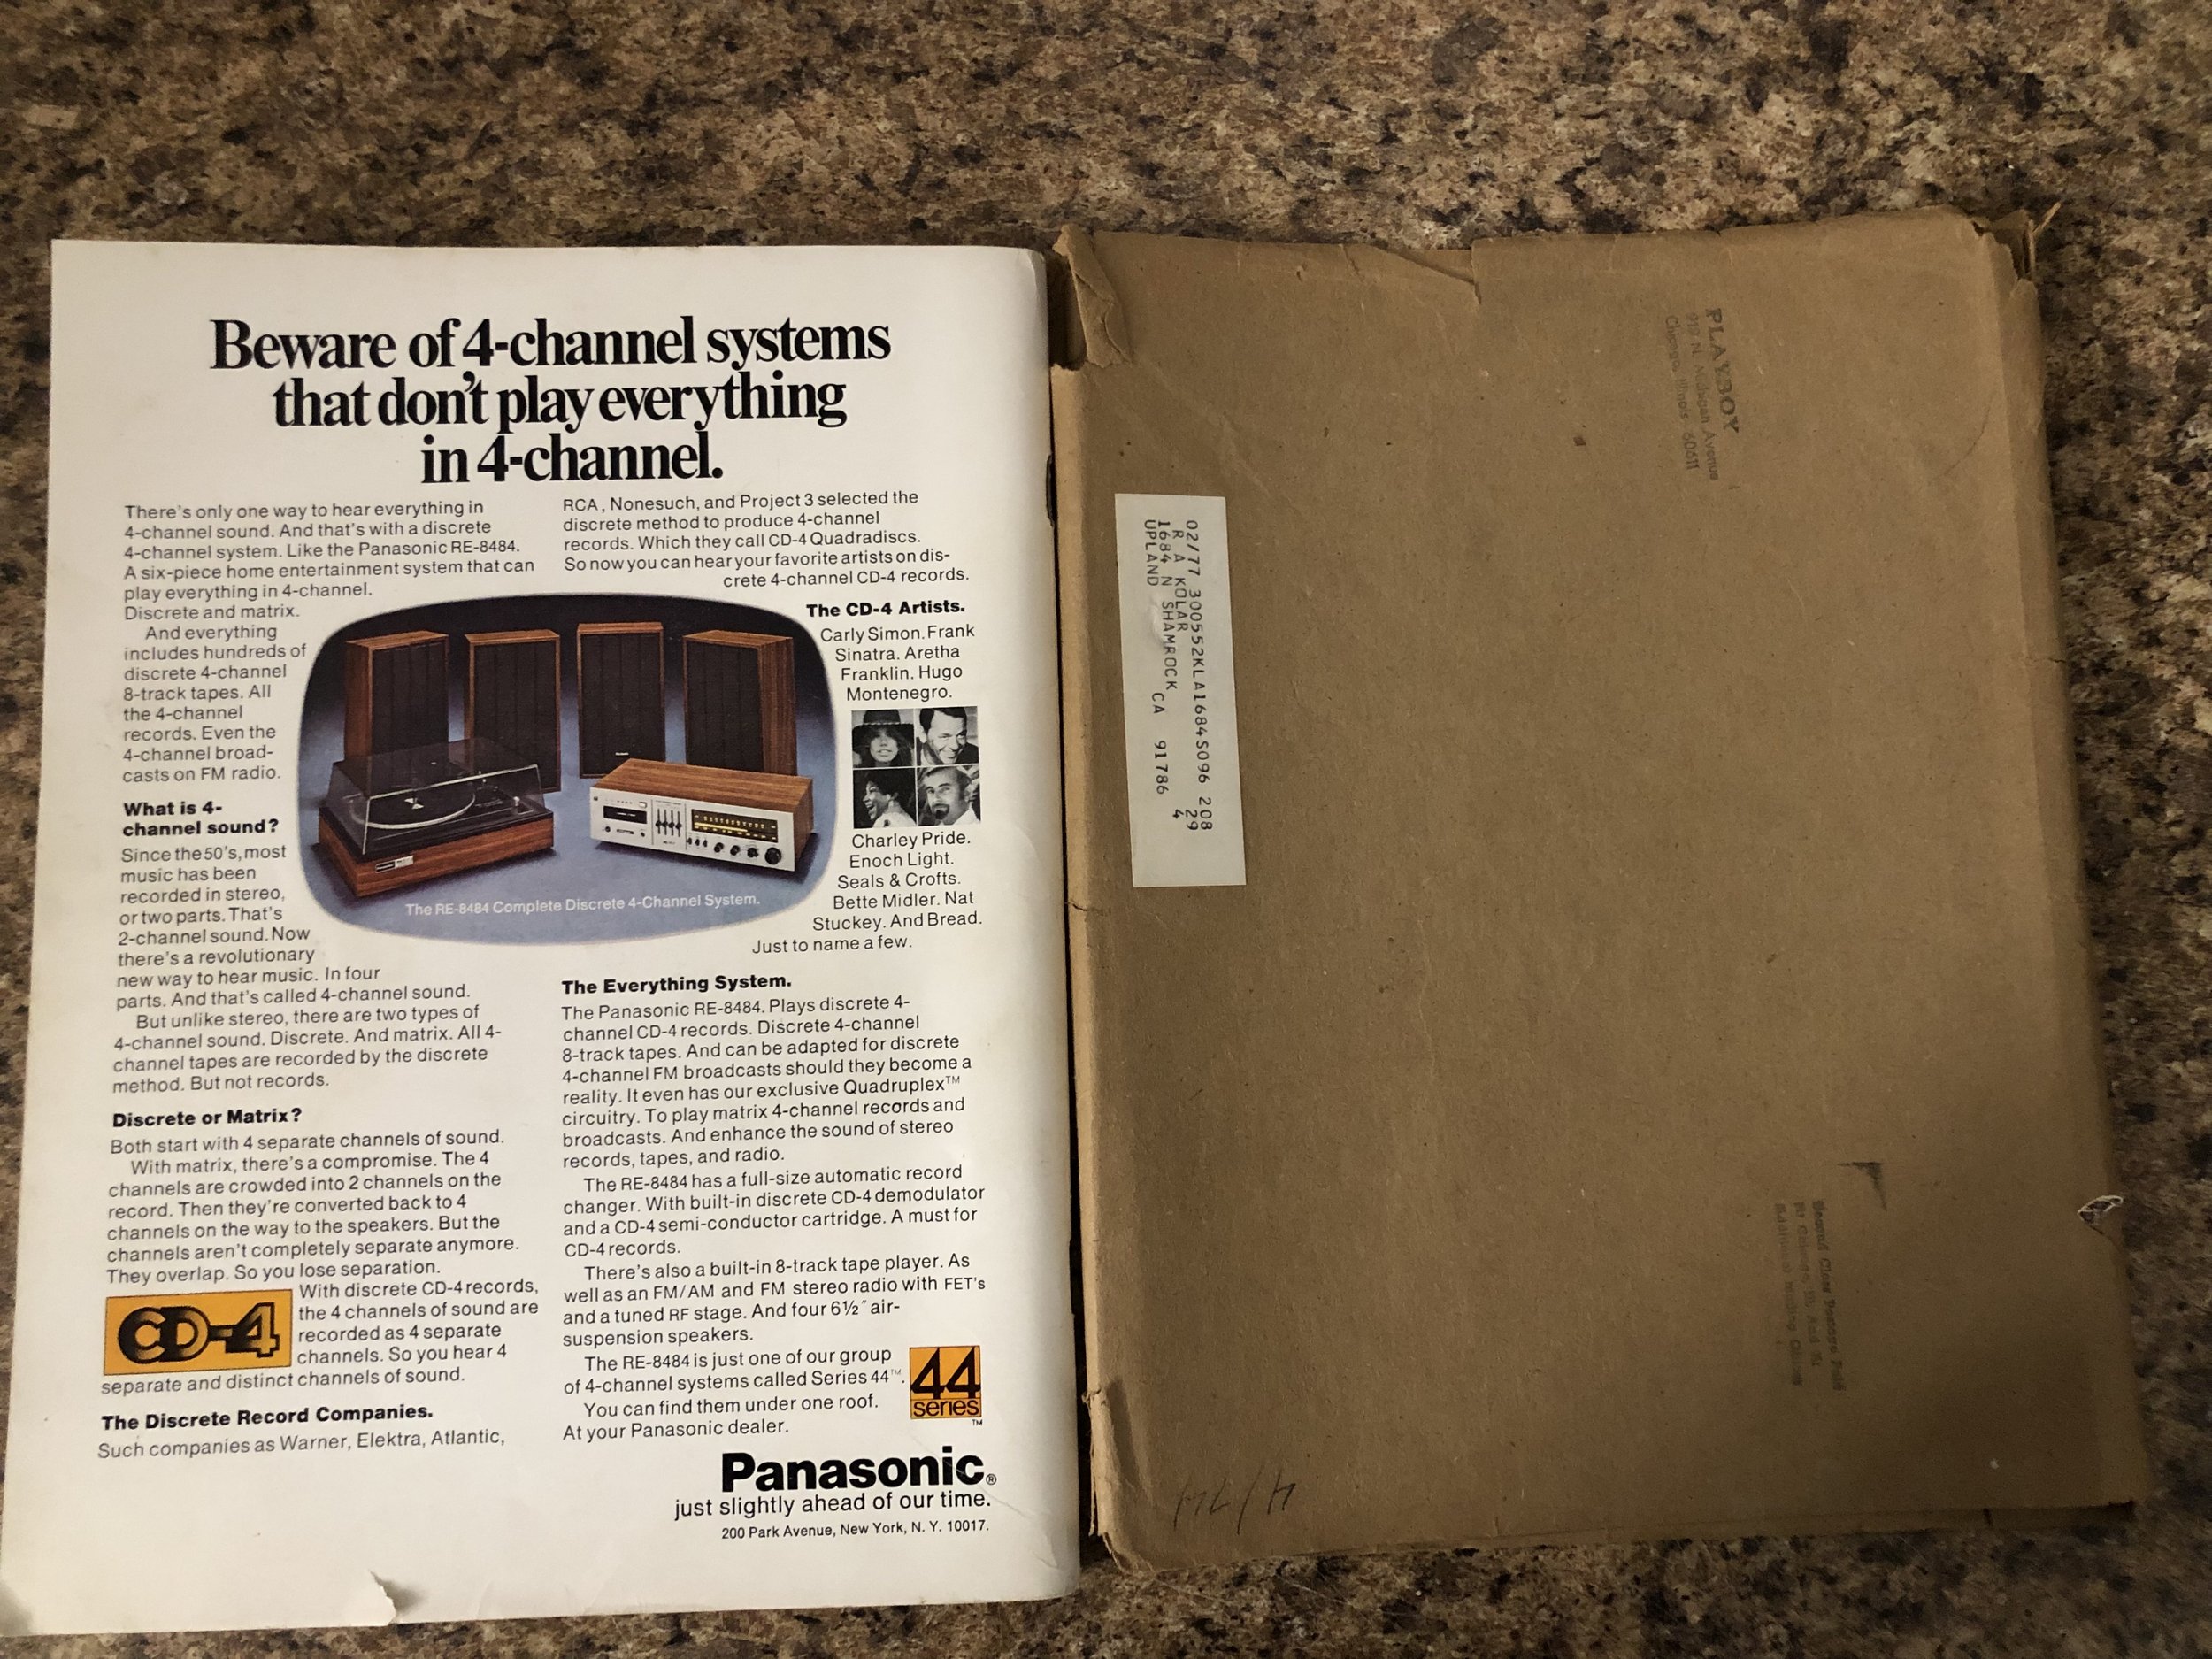 Beware of 4-channel systems
that don't play everything
in 4-channel.
There's only one way to hear everything in
4-channel sound. And that's with a discrete
4-channel system. Like the Panasonic RE-8484.
A six-piece home entertainment system that can
play everything in 4-channel.
Discrete and matrix.
And everything
includes hundreds of
discrete 4-channel
8-track tapes. All
the 4-channel
records. Even the
4-channel broad-
casts on FM radio.
What is 4-
channel sound?
Since the 50's, most
music has been
recorded in stereo,
or two parts. That's
2-channel sound. Now
there's a revolutionary
new way to hear music. In four
parts. And that's called 4-channel sound.
But unlike stereo, there are two types of
4-channel sound. Discrete. And matrix. All 4-
channel tapes are recorded by the discrete
method. But not records.
Discrete or Matrix?
Both start with 4 separate channels of sound.
With matrix, there's a compromise. The 4
channels are crowded into 2 channels on the
record. Then they're converted back to 4
channels on the way to the speakers. But the
channels aren't completely separate anymore.
They overlap. So you lose separation.
CD-4
With discrete CD-4 records,
the 4 channels of sound are
recorded as 4 separate
channels. So you hear 4
separate and distinct channels of sound.
The Discrete Record Companies.
Such companies as Warner, Elektra, Atlantic,
RCA, Nonesuch, and Project 3 selected the
discrete method to produce 4-channel
records. Which they call CD-4 Quadradiscs.
So now you can hear your favorite artists on dis-
crete 4-channel CD-4 records.
The CD-4 Artists.
Carly Simon. Frank
Sinatra. Aretha
Franklin. Hugo
Montenegro.
Charley Pride.
Enoch Light.
Seals & Crofts.
Bette Midler. Nat
Stuckey. And Bread.
Just to name a few.
The RE-8484 Complete Discrete 4-Channel System.
The Everything System.
The Panasonic RE-8484. Plays discrete 4-
channel CD-4 records. Discrete 4-channel
8-track tapes. And can be adapted for discrete
4-channel FM broadcasts should they become a
reality. It even has our exclusive Quadruplex™
circuitry. To play matrix 4-channel records and
broadcasts. And enhance the sound of stereo
records, tapes, and radio.
The RE-8484 has a full-size automatic record
changer. With built-in discrete CD-4 demodulator
and a CD-4 semi-conductor cartridge. A must for
CD-4 records.
There's also a built-in 8-track tape player. As
well as an FM/AM and FM stereo radio with FET's
and a tuned RF stage. And four 6½″ air-
suspension speakers.
The RE-8484 is just one of our group
of 4-channel systems called Series 44™.
You can find them under one roof.
At your Panasonic dealer.
44
series™
Panasonic®
just slightly ahead of our time.
200 Park Avenue, New York, N. Y. 10017.
PLAYBOY
919 N. Michigan Avenue
Chicago, Illinois 60611
02/77 300552KLA1684S096 208
R A KOLAR 29
1684 N SHAMROCK 4
UPLAND CA 91786
Second Class Postage Paid
At Chicago, Ill. And At
Additional Mailing Offices
4/74